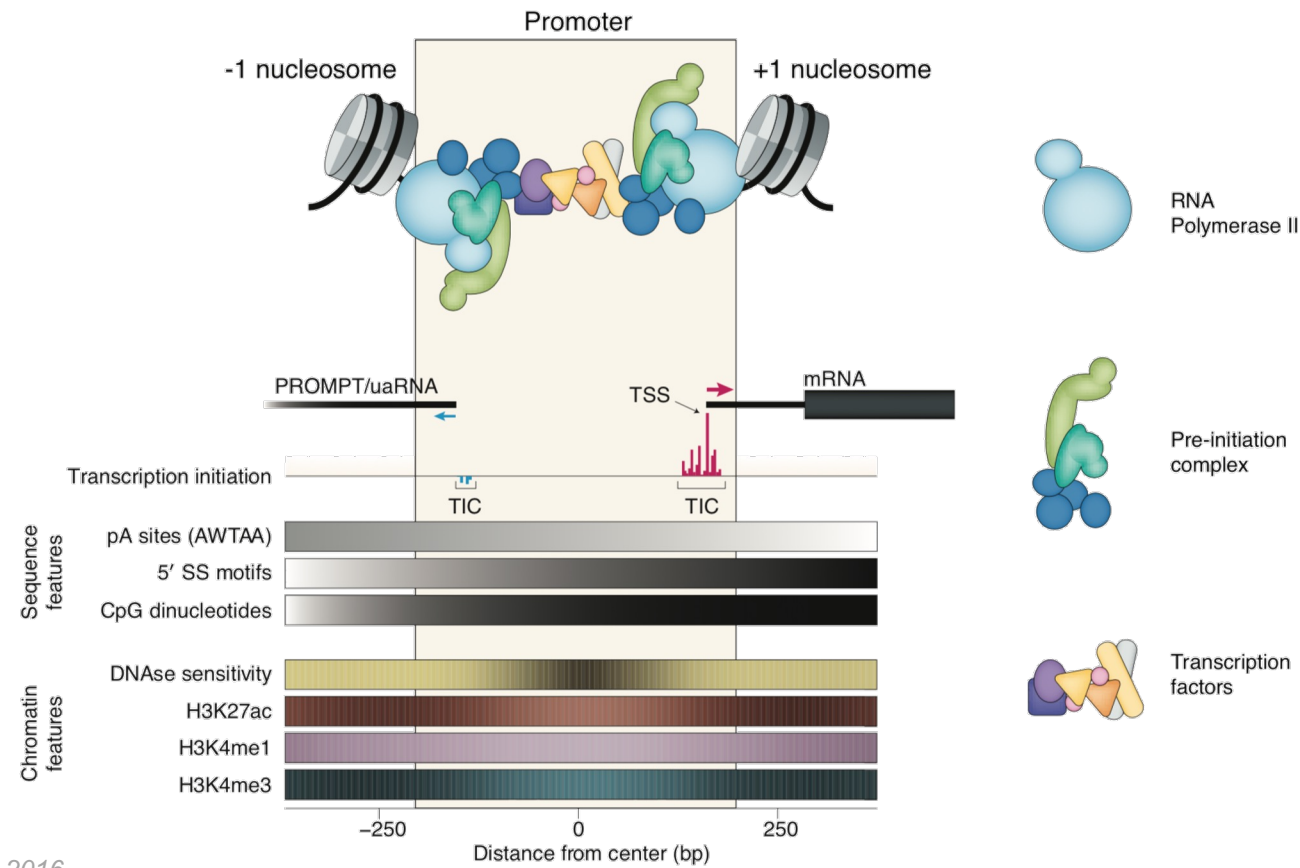 Promoter
-1 nucleosome
+1 nucleosome
RNA
Polymerase II
PROMPT/uaRNA
TSS
mRNA
Pre-initiation
complex
Transcription initiation
TIC
TIC
Sequence
features
pA sites (AWTAA)
5′ SS motifs
CpG dinucleotides
Transcription
factors
Chromatin
features
DNAse sensitivity
H3K27ac
H3K4me1
H3K4me3
−250
0
250
Distance from center (bp)
2016